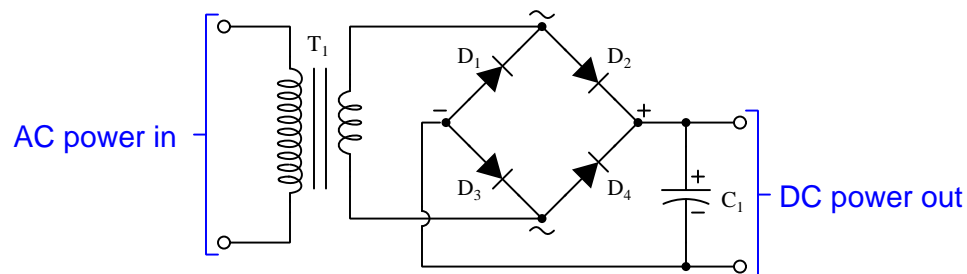 ~
T1
D1
D2
− +
AC power in
+
D3
D4
C1
−
DC power out
~